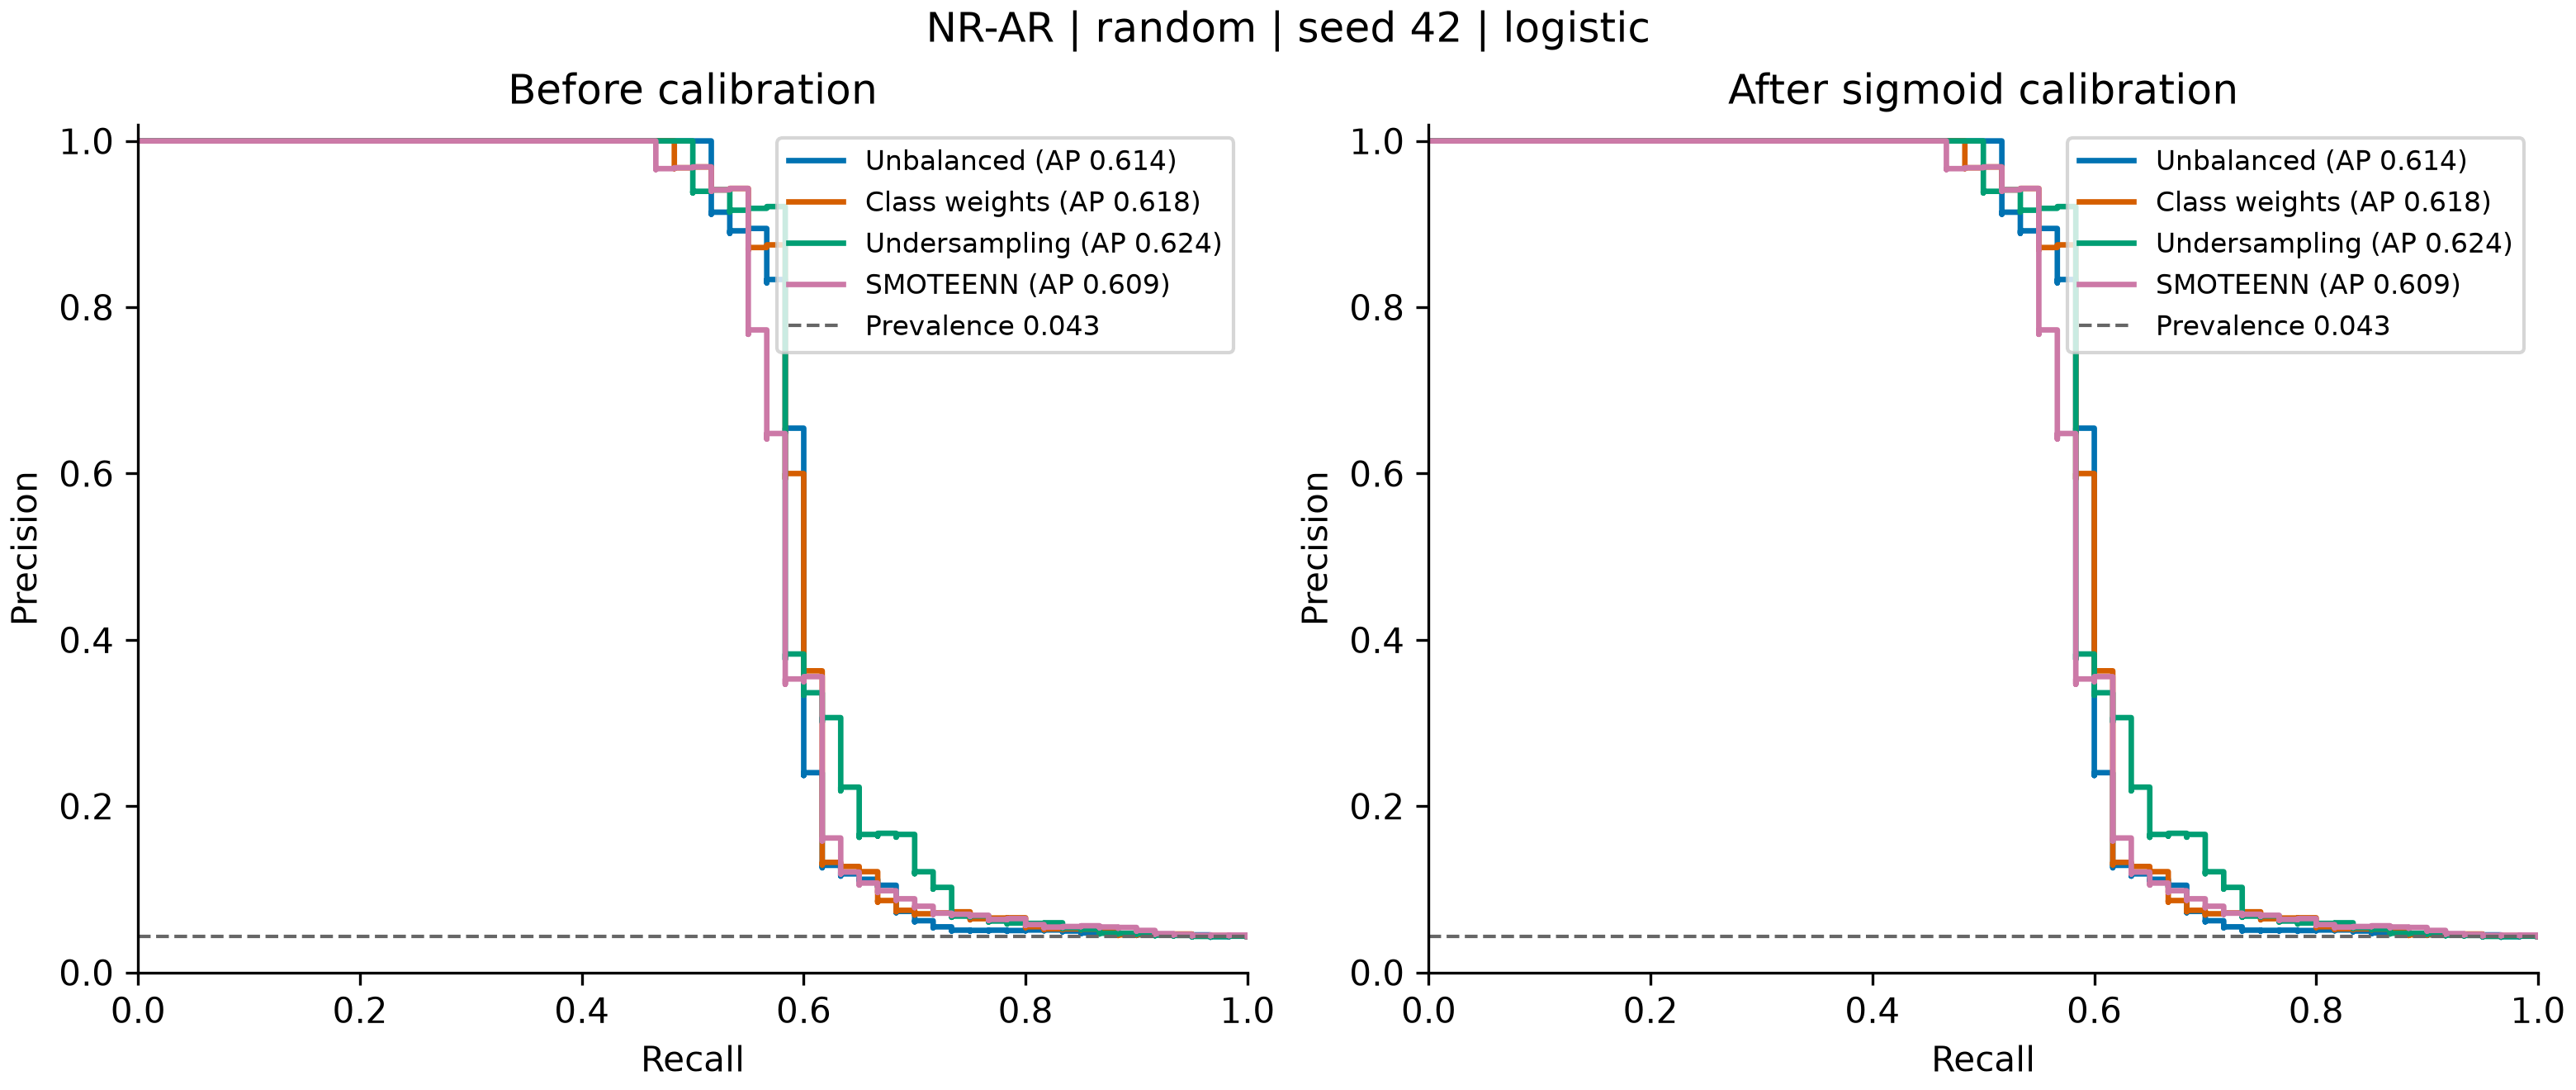 NR-AR | random | seed 42 | logistic
Before calibration
Precision
1.0
0.8
0.6
0.4
0.2
0.0
Unbalanced (AP 0.614)
Class weights (AP 0.618)
Undersampling (AP 0.624)
SMOTEENN (AP 0.609)
Prevalence 0.043
0.0 0.2 0.4 0.6 0.8 1.0
Recall
After sigmoid calibration
Precision
1.0
0.8
0.6
0.4
0.2
0.0
Unbalanced (AP 0.614)
Class weights (AP 0.618)
Undersampling (AP 0.624)
SMOTEENN (AP 0.609)
Prevalence 0.043
0.0 0.2 0.4 0.6 0.8 1.0
Recall